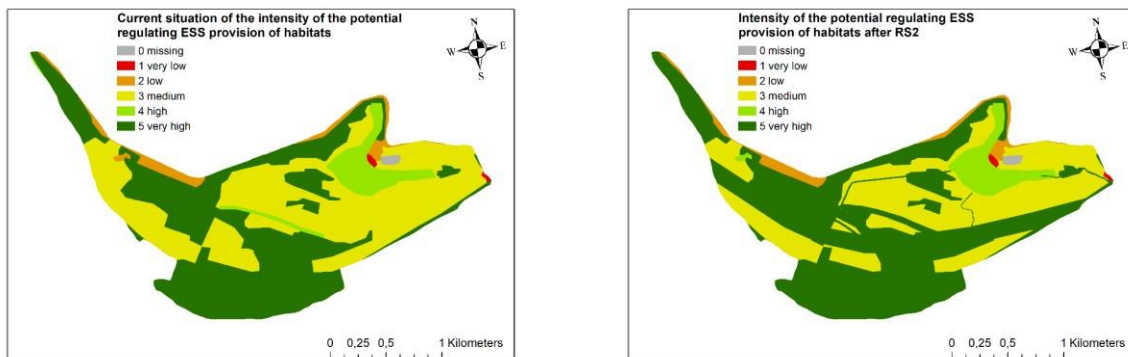 Current situation of the intensity of the potential
regulating ESS provision of habitats
0 missing
1 very low
2 low
3 medium
4 high
5 very high
N
W E
S
0 0,25 0,5 1 Kilometers
Intensity of the potential regulating ESS
provision of habitats after RS2
0 missing
1 very low
2 low
3 medium
4 high
5 very high
N
W E
S
0 0,25 0,5 1 Kilometers